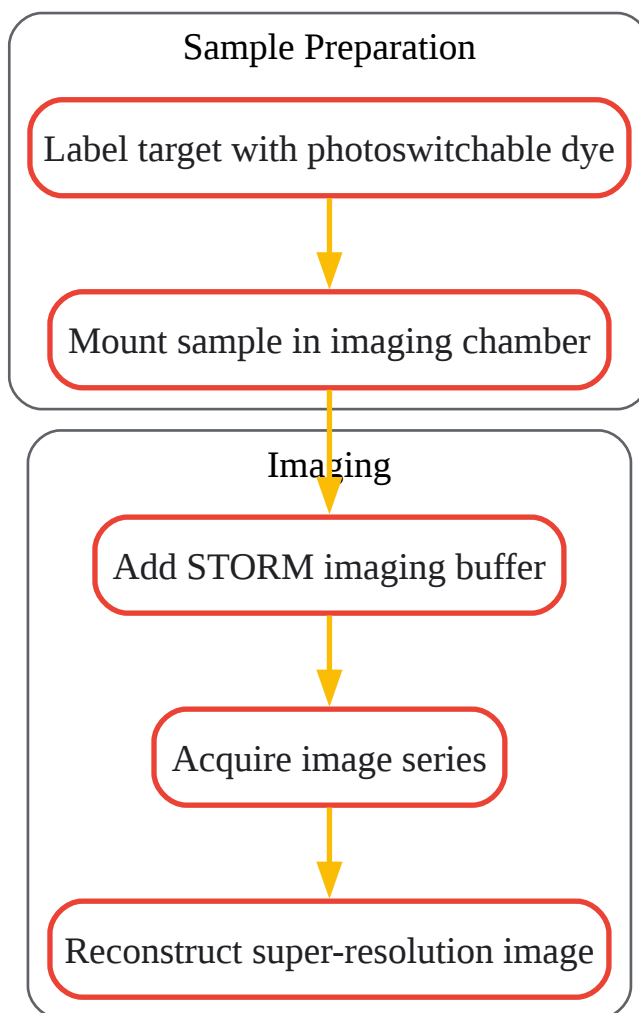 Sample Preparation
Label target with photoswitchable dye
Mount sample in imaging chamber
Imaging
Add STORM imaging buffer
Acquire image series
Reconstruct super-resolution image